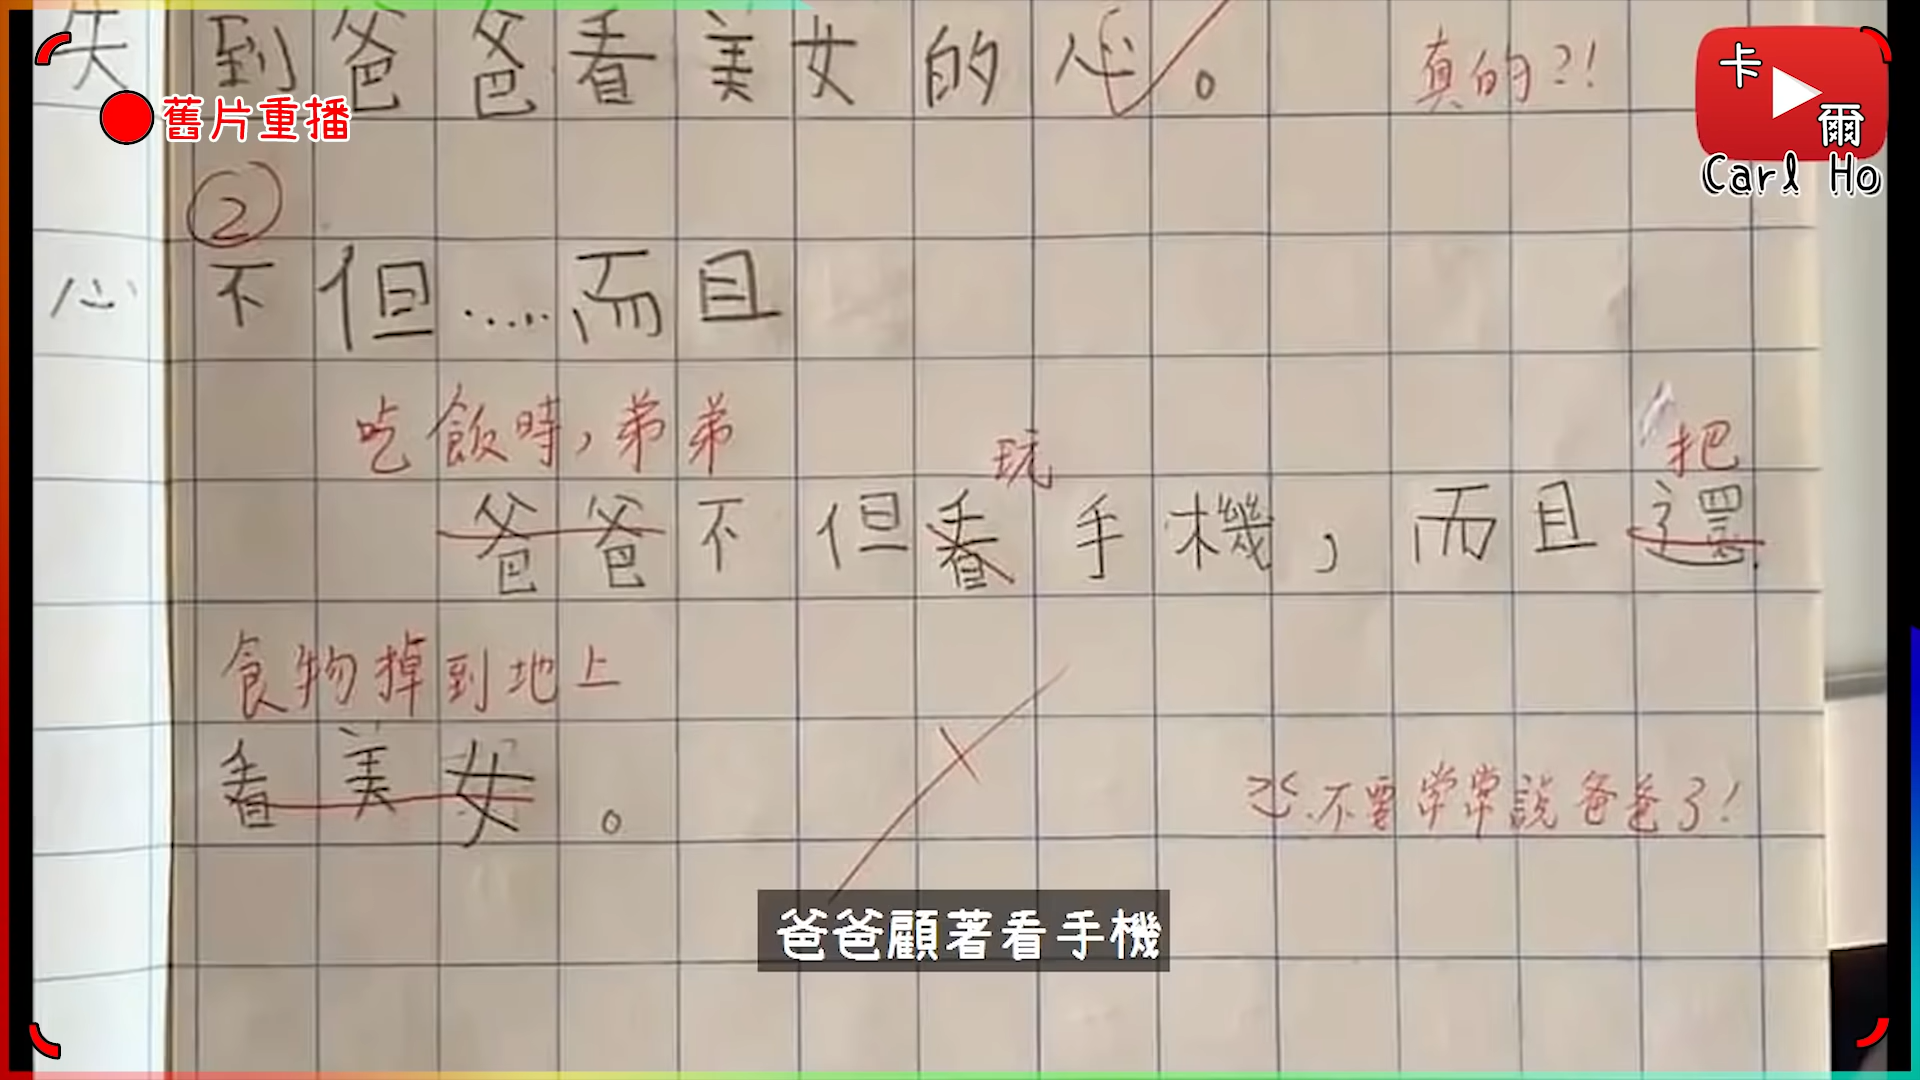 失到爸爸看美女的心。 真的?!
舊片重播
卡爾
Carl Ho
②
心 不但.....而且
吃飯時,弟弟 玩 把
爸爸不但看手機,而且還
食物掉到地上
看美女。
不要常常說爸爸了!
爸爸顧著看手機